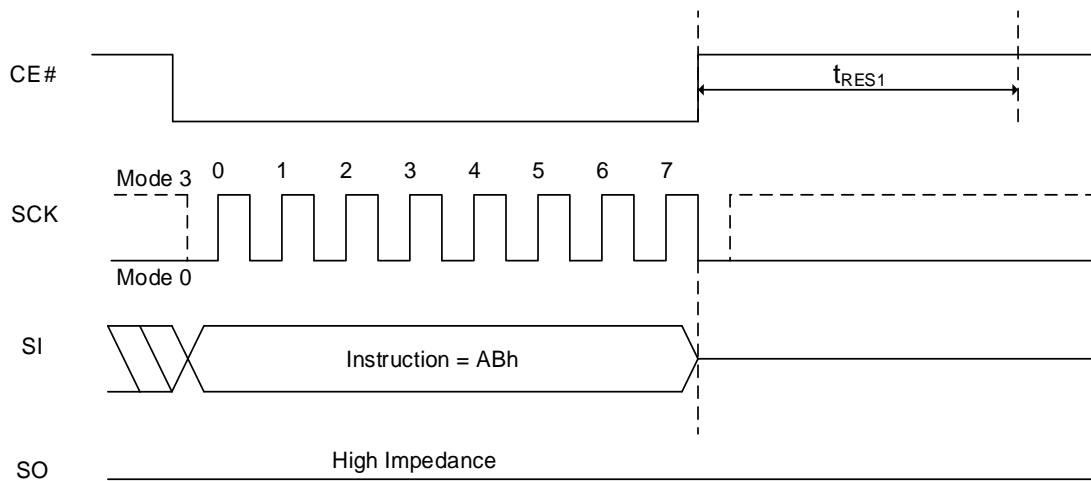 CE#
tRES1
0 1 2 3 4 5 6 7
Mode 3
SCK
Mode 0
SI
Instruction = ABh
High Impedance
SO